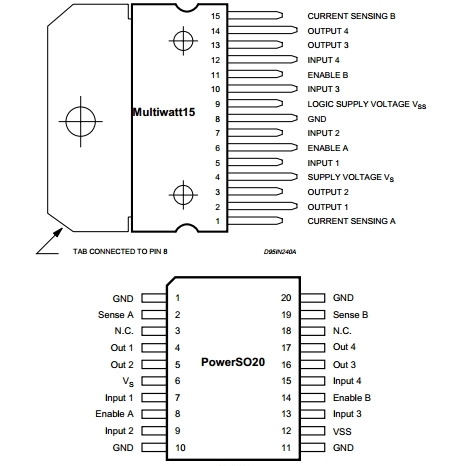 15 CURRENT SENSING B
14 OUTPUT 4
13 OUTPUT 3
12 INPUT 4
11 ENABLE B
10 INPUT 3
Multiwatt15
9 LOGIC SUPPLY VOLTAGE VSS
8 GND
7 INPUT 2
6 ENABLE A
5 INPUT 1
4 SUPPLY VOLTAGE VS
3 OUTPUT 2
2 OUTPUT 1
1 CURRENT SENSING A
TAB CONNECTED TO PIN 8
D95IN240A
GND 1 20 GND
Sense A 2 19 Sense B
N.C. 3 18 N.C.
Out 1 4 17 Out 4
PowerSO20
Out 2 5 16 Out 3
VS 6 15 Input 4
Input 1 7 14 Enable B
Enable A 8 13 Input 3
Input 2 9 12 VSS
GND 10 11 GND